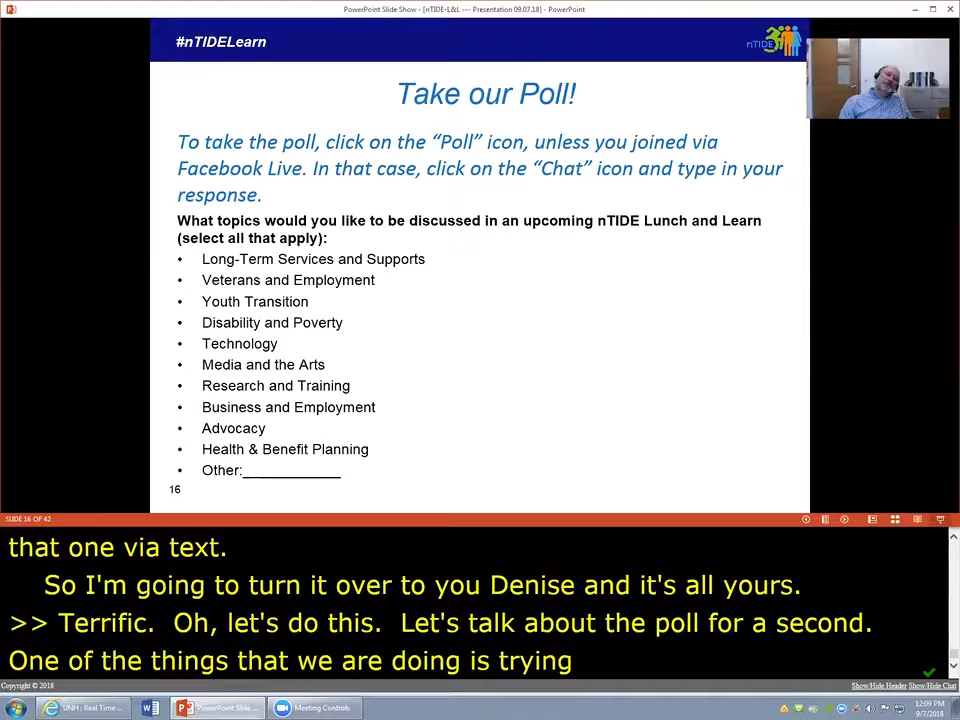 PowerPoint Slide Show - [nTIDE-L&L --- Presentation 09.07.18] - PowerPoint
#nTIDELearn
nTIDE
Take our Poll!
To take the poll, click on the “Poll” icon, unless you joined via
Facebook Live. In that case, click on the “Chat” icon and type in your
response.
What topics would you like to be discussed in an upcoming nTIDE Lunch and Learn
(select all that apply):
• Long-Term Services and Supports
• Veterans and Employment
• Youth Transition
• Disability and Poverty
• Technology
• Media and the Arts
• Research and Training
• Business and Employment
• Advocacy
• Health & Benefit Planning
• Other:____________
16
SLIDE 16 OF 42
that one via text.
So I'm going to turn it over to you Denise and it's all yours.
>> Terrific. Oh, let's do this. Let's talk about the poll for a second.
One of the things that we are doing is trying
Copyright © 2018
Show/Hide Header Show/Hide Chat
UNH : Real Time ...
PowerPoint Slide ...
Meeting Controls
12:09 PM
9/7/2018